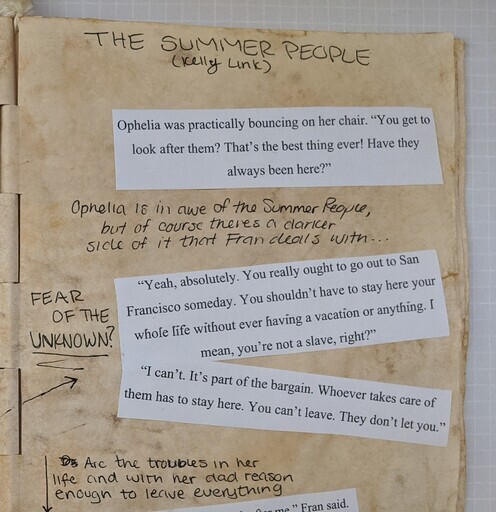 THE SUMMER PEOPLE
(Kelly Link)
Ophelia was practically bouncing on her chair. “You get to
look after them? That's the best thing ever! Have they
always been here?”
Ophelia is in awe of the Summer People,
but of course theres a darker
side of it that Fran deals with...
“Yeah, absolutely. You really ought to go out to San
Francisco someday. You shouldn't have to stay here your
whole life without ever having a vacation or anything. I
mean, you're not a slave, right?”
FEAR
OF THE
UNKNOWN?
“I can't. It's part of the bargain. Whoever takes care of
them has to stay here. You can't leave. They don't let you.”
Are the troubles in her
life and with her dad reason
enough to leave everything
me,” Fran said.